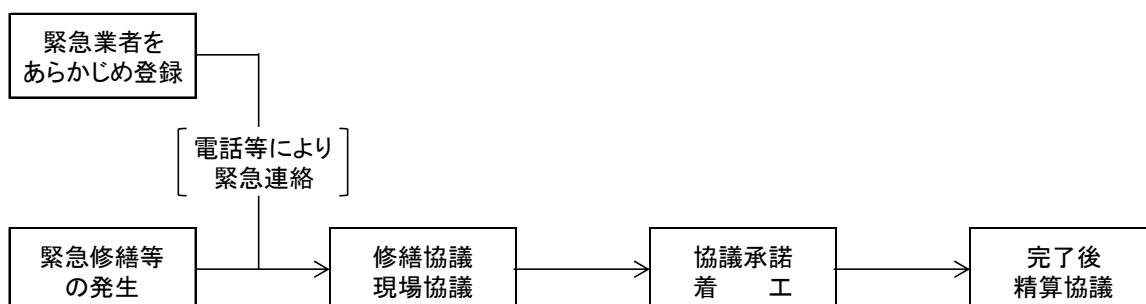 緊急業者を
あらかじめ登録
電話等により
緊急連絡
緊急修繕等
の発生
修繕協議
現場協議
協議承諾
着　　工
完了後
精算協議